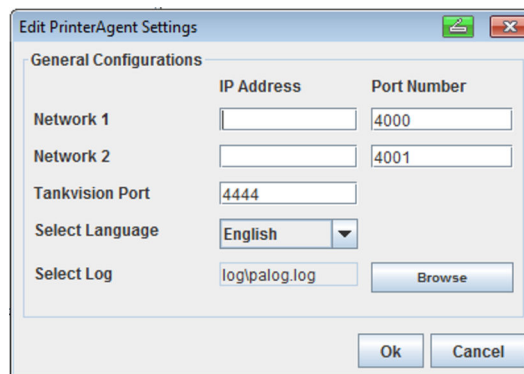 Edit PrinterAgent Settings
General Configurations
IP Address Port Number
Network 1 4000
Network 2 4001
Tankvision Port 4444
Select Language English
Select Log log\palog.log Browse
Ok Cancel